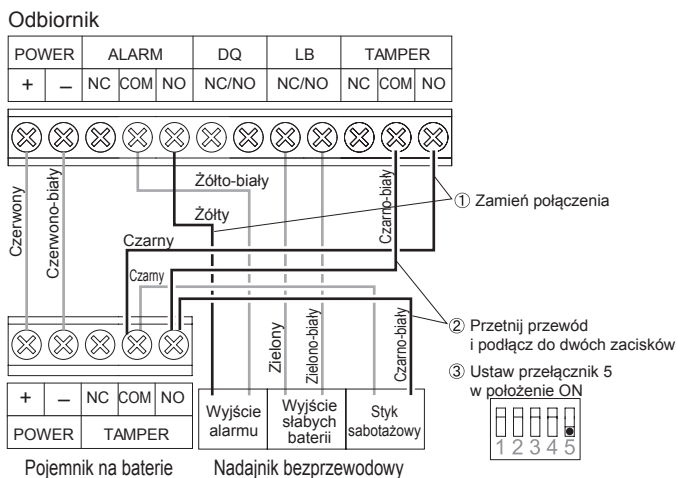 Odbiornik
POWER ALARM DQ LB TAMPER
+ – NC COM NO NC/NO NC/NO NC COM NO
Czerwony
Czerwono-biały
Żółto-biały
Żółty
Czarny
Czarny
Czarno-biały
① Zamień połączenia
Zielony
Zielono-biały
Czarno-biały
② Przetnij przewód
i podłącz do dwóch zacisków
③ Ustaw przełącznik 5
w położenie ON
1 2 3 4 5
+ – NC COM NO
POWER TAMPER
Wyjście
alarmu
Wyjście
słabych
baterii
Styk
sabotażowy
Pojemnik na baterie Nadajnik bezprzewodowy